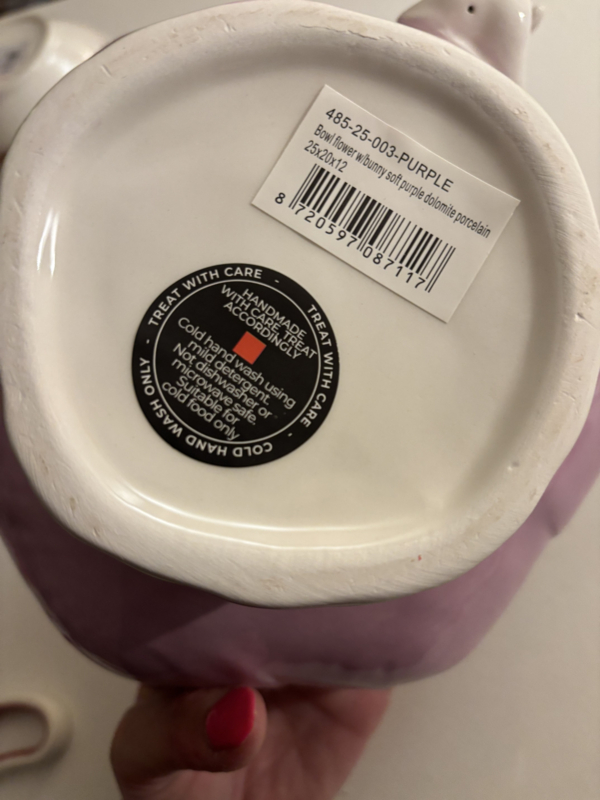 485-25-003-PURPLE
Bowl flower w/bunny soft purple dolomite porcelain
25x20x12
8 720597 087117
TREAT WITH CARE - TREAT WITH CARE - COLD HAND WASH ONLY -
HANDMADE
WITH CARE TREAT
ACCORDINGLY
Cold hand wash using
mild detergent.
Not dishwasher or
microwave safe.
Suitable for
cold food only